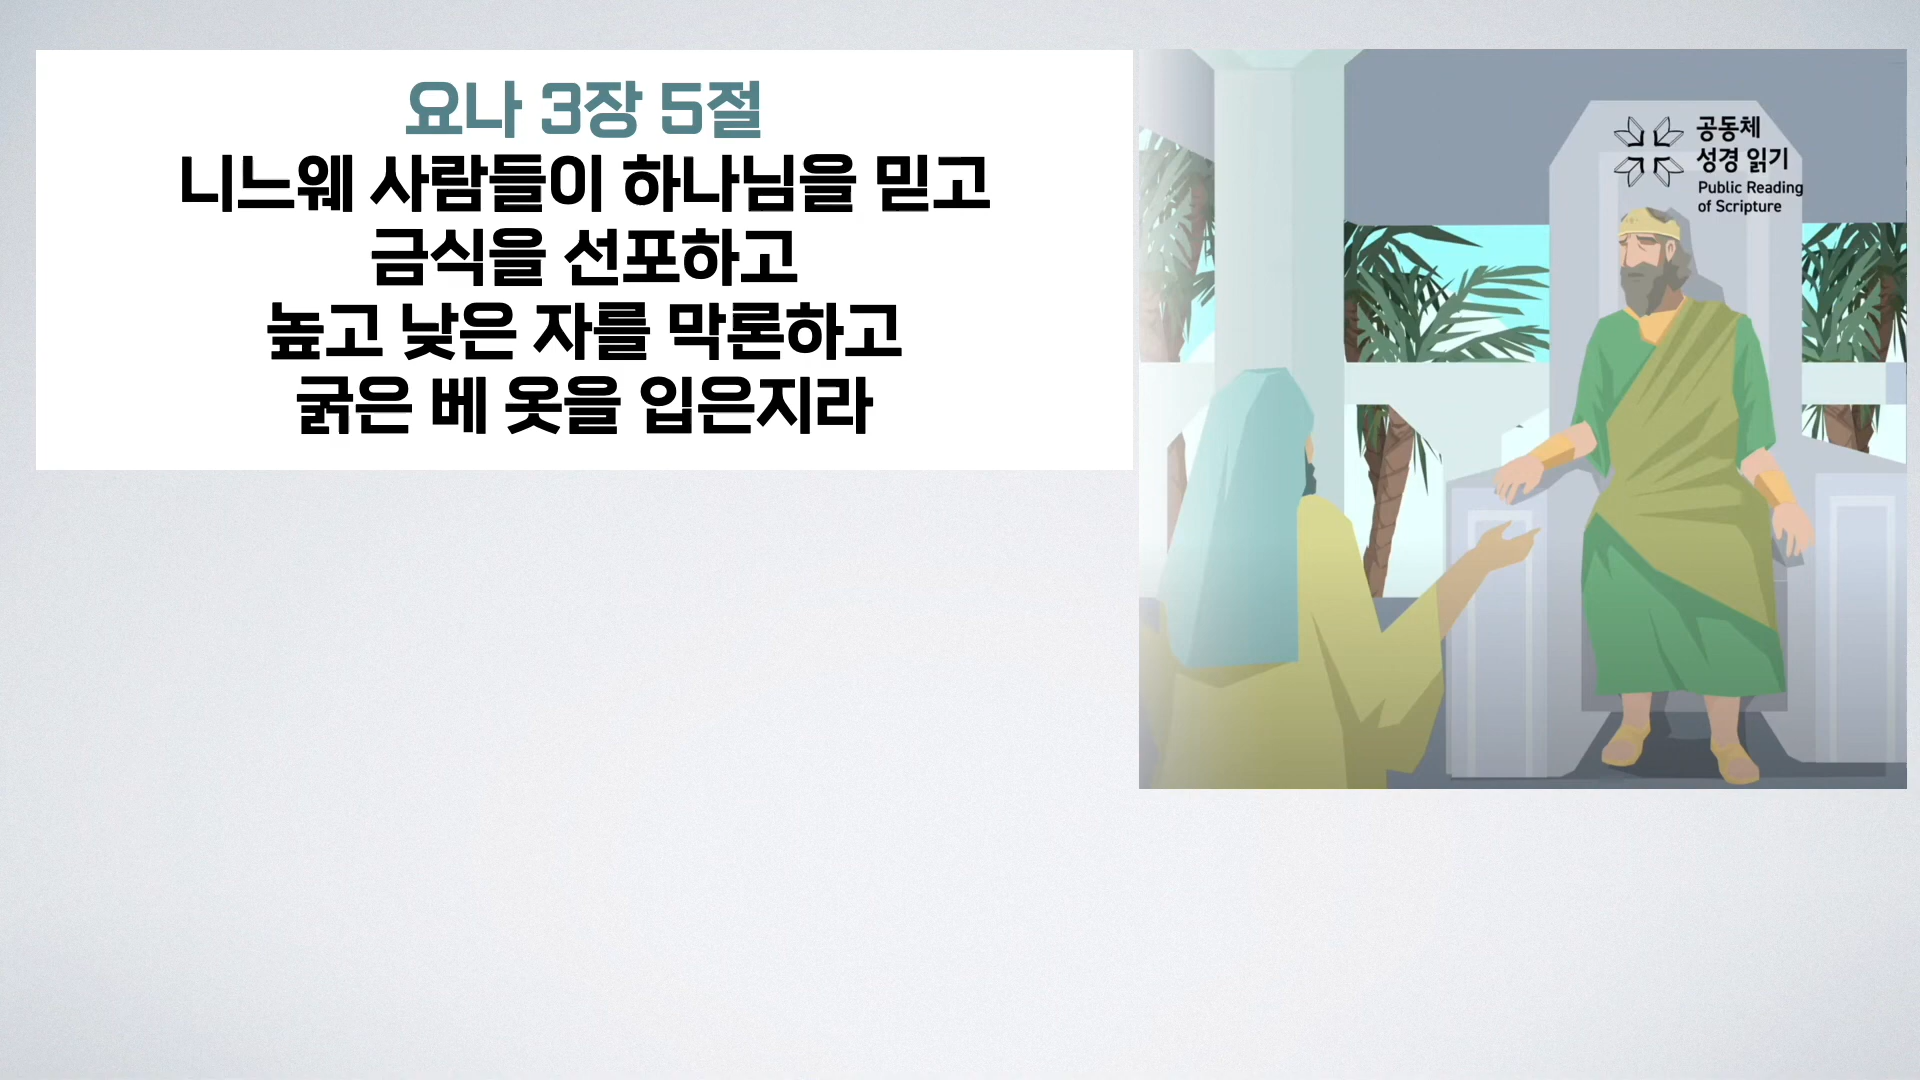 요나 3장 5절
니느웨 사람들이 하나님을 믿고
금식을 선포하고
높고 낮은 자를 막론하고
굵은 베 옷을 입은지라
공동체
성경 읽기
Public Reading
of Scripture